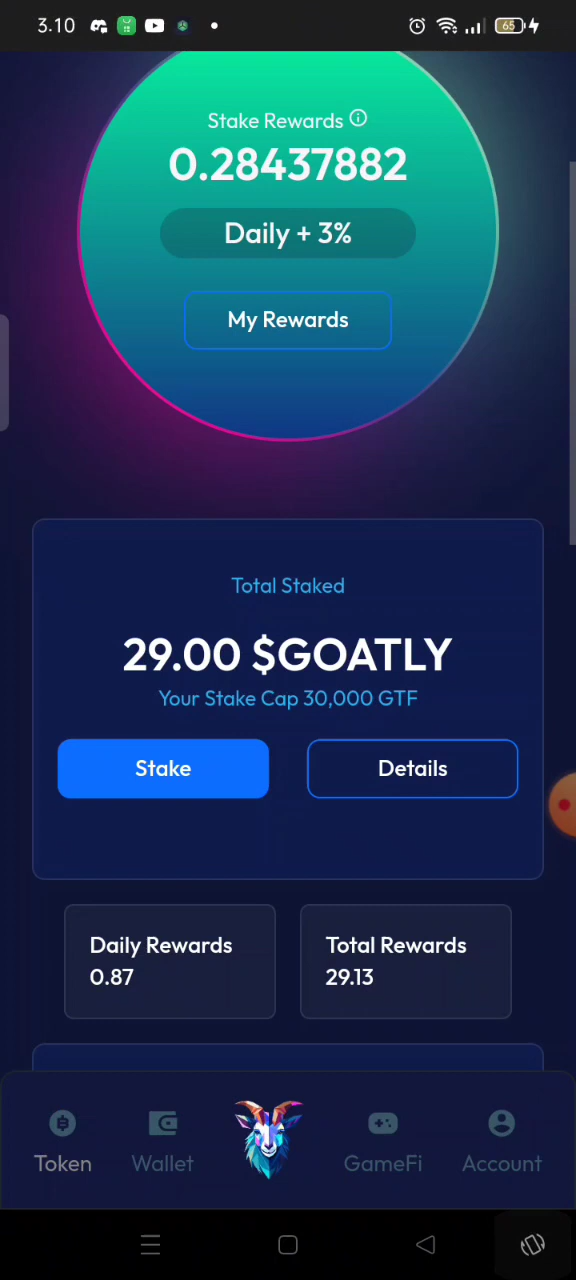 3.10
65
Stake Rewards
0.28437882
Daily + 3%
My Rewards
Total Staked
29.00 $GOATLY
Your Stake Cap 30,000 GTF
Stake
Details
Daily Rewards
0.87
Total Rewards
29.13
Token
Wallet
GameFi
Account